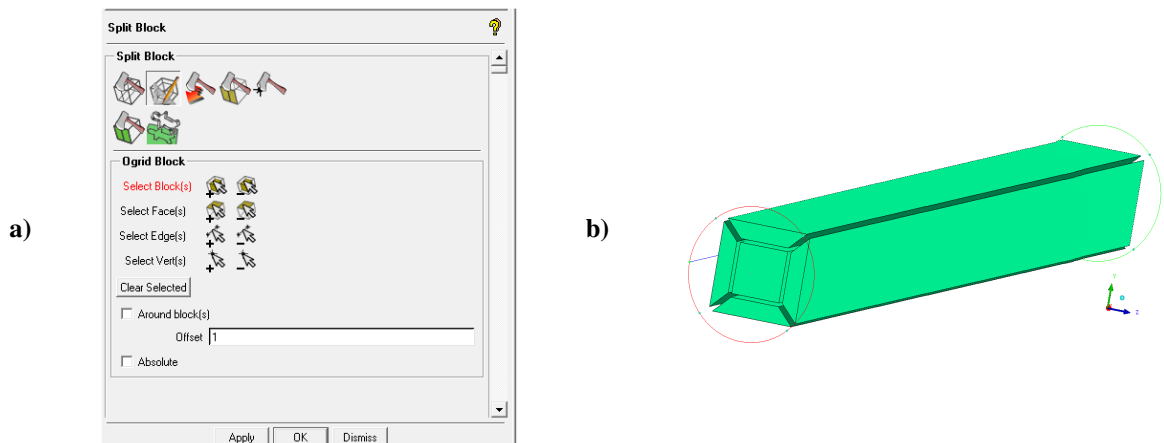 Split Block
Split Block
Ogrid Block
Select Block(s)
Select Face(s)
Select Edge(s)
Select Vert(s)
Clear Selected
Around block(s)
Offset 1
Absolute
Apply OK Dismiss
a)
b)
Y
Z